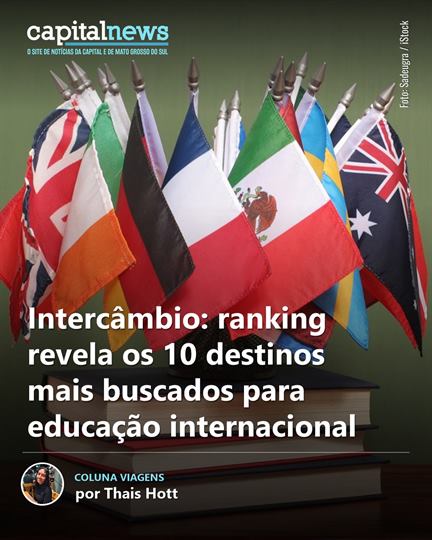 capitalnews
O SITE DE NOTÍCIAS DA CAPITAL E DE MATO GROSSO DO SUL
Foto: Sadeugra / iStock
Intercâmbio: ranking
revela os 10 destinos
mais buscados para
educação internacional
COLUNA VIAGENS
por Thais Hott